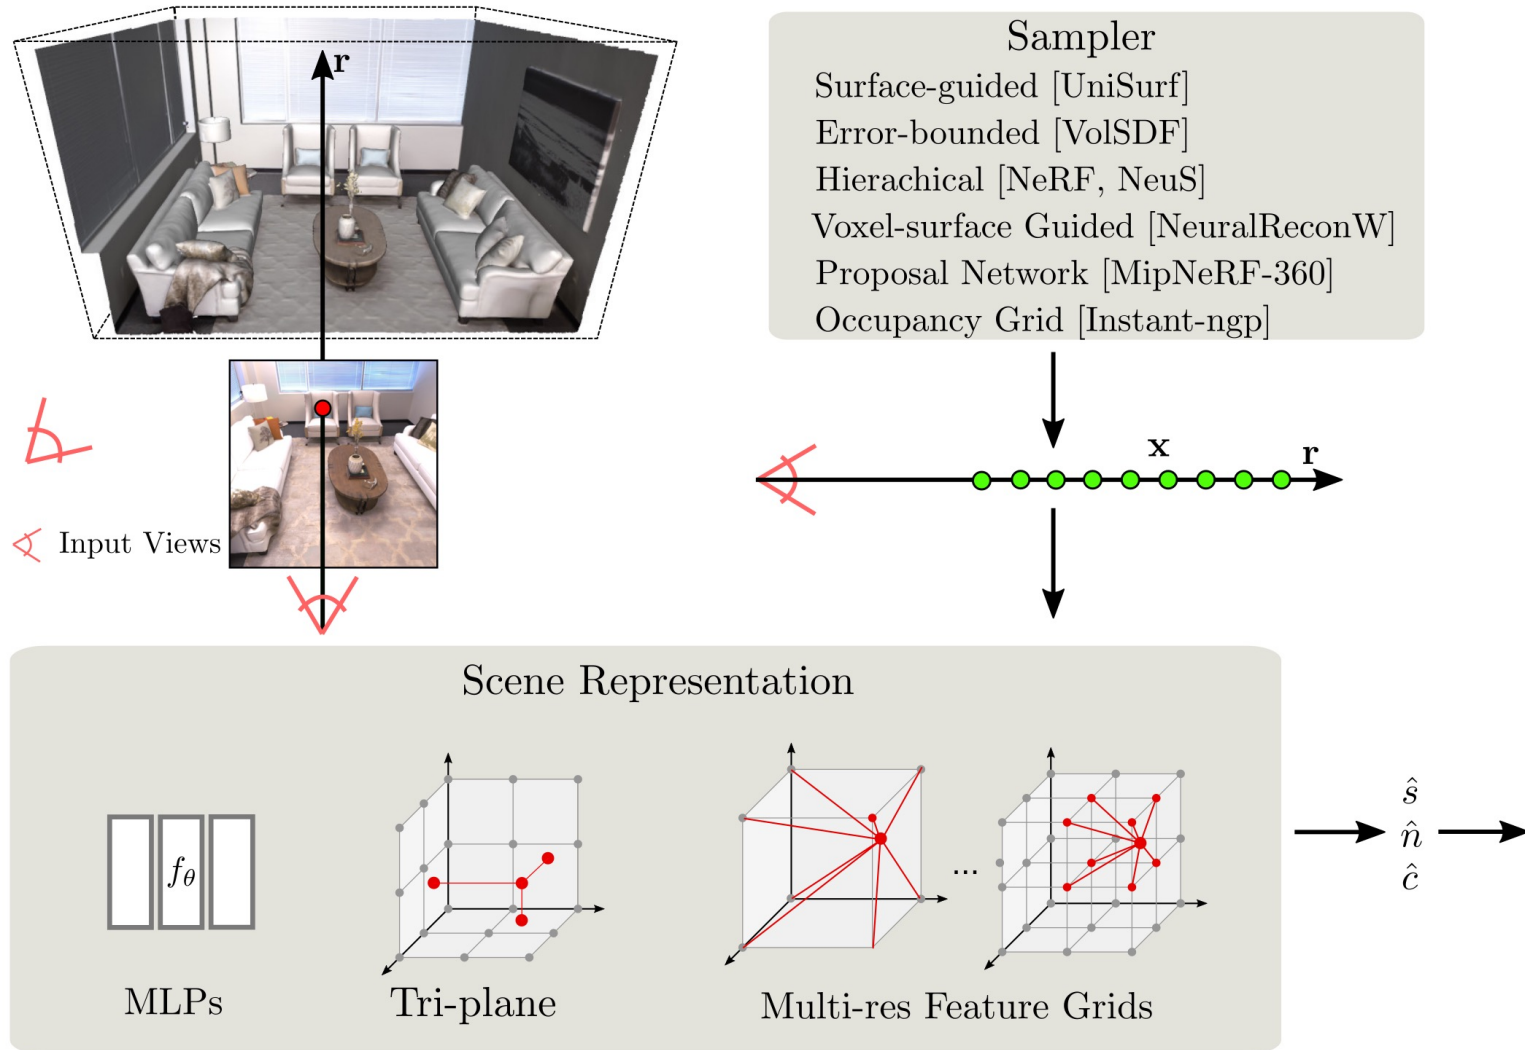 r
Input Views
Sampler
Surface-guided [UniSurf]
Error-bounded [VolSDF]
Hierachical [NeRF, NeuS]
Voxel-surface Guided [NeuralReconW]
Proposal Network [MipNeRF-360]
Occupancy Grid [Instant-ngp]
x
r
Scene Representation
fθ
...
MLPs
Tri-plane
Multi-res Feature Grids
ŝ
n̂
ĉ